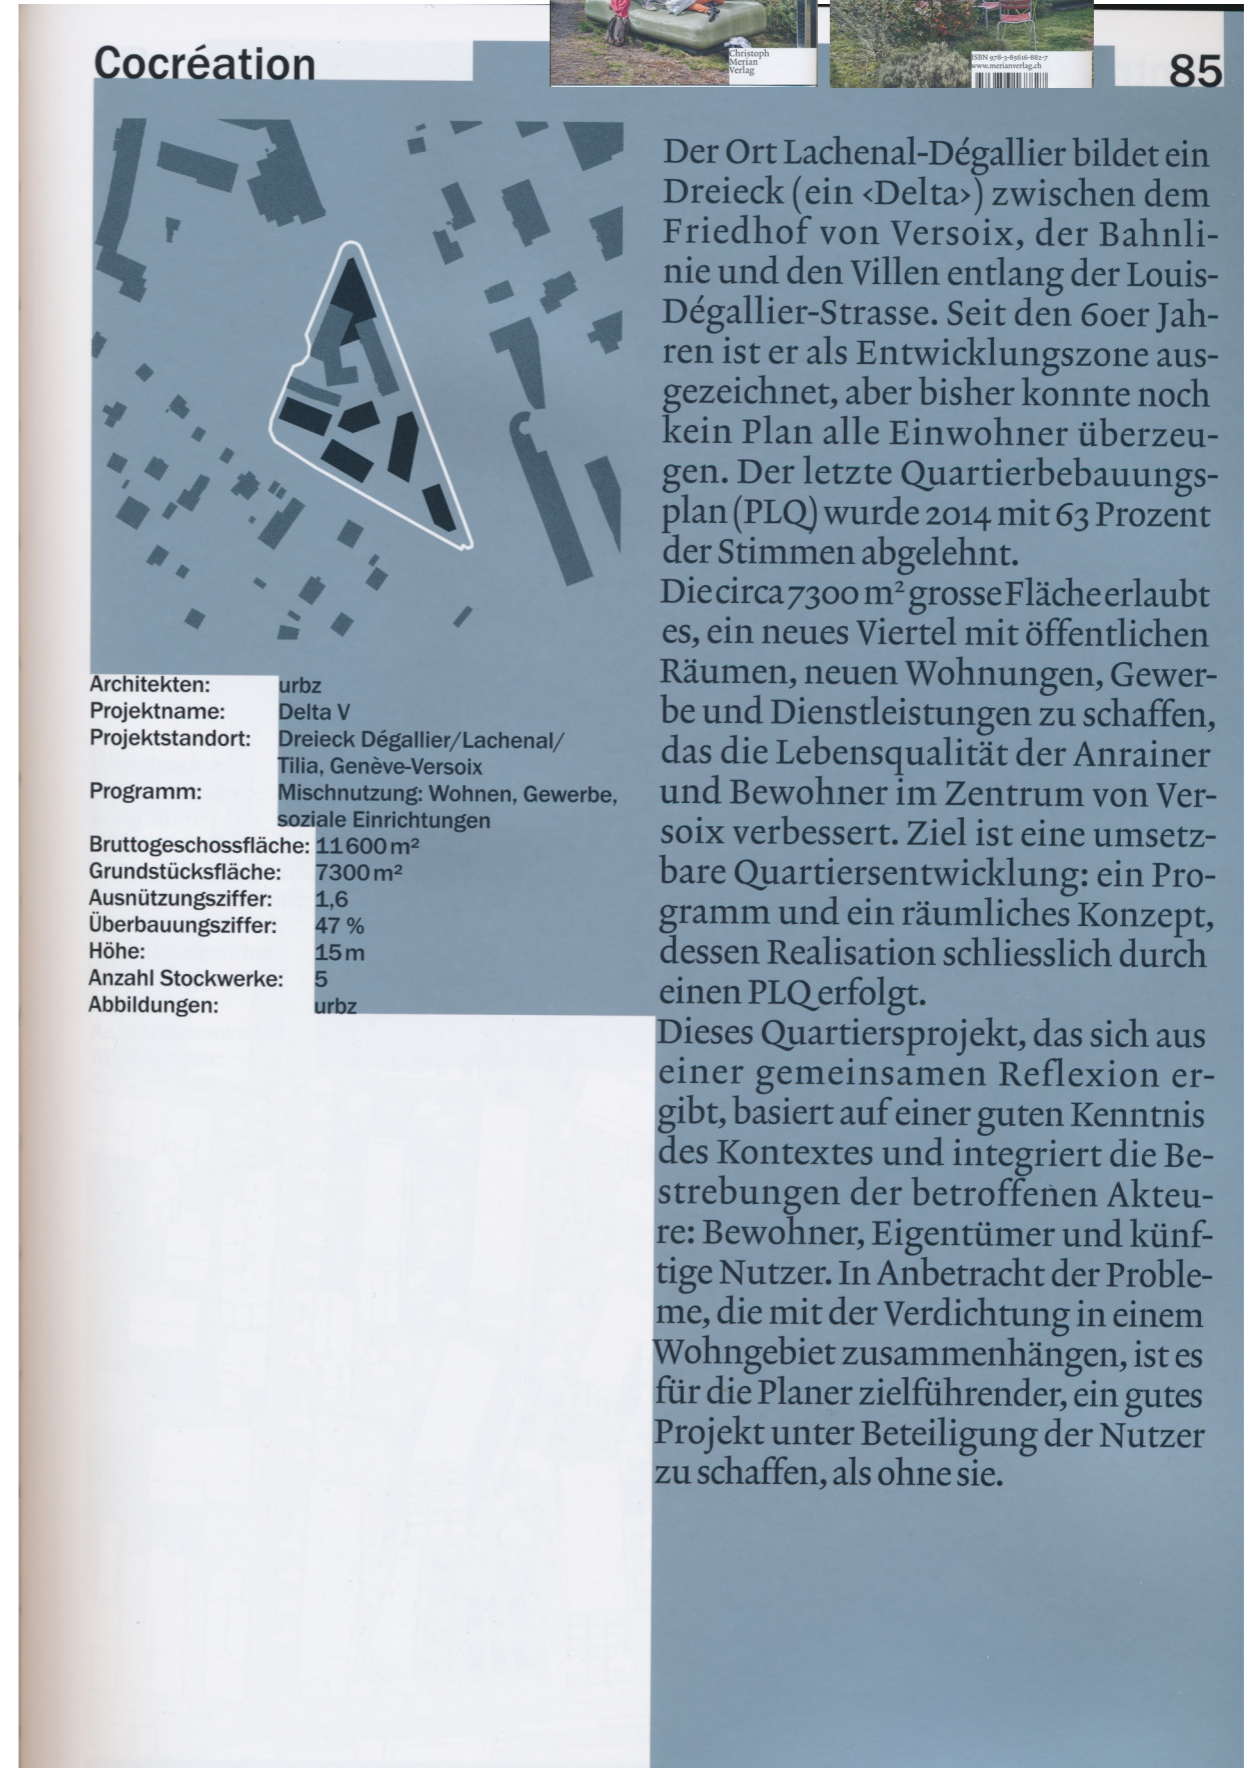 Cocréation
Christoph
Merian
Verlag
ISBN 978-3-85616-882-7
www.merianverlag.ch
85
Architekten: urbz
Projektname: Delta V
Projektstandort: Dreieck Dégallier/Lachenal/
Tilia, Genève-Versoix
Programm: Mischnutzung: Wohnen, Gewerbe,
soziale Einrichtungen
Bruttogeschossfläche: 11 600 m²
Grundstücksfläche: 7300 m²
Ausnützungsziffer: 1,6
Überbauungsziffer: 47 %
Höhe: 15 m
Anzahl Stockwerke: 5
Abbildungen: urbz
Der Ort Lachenal-Dégallier bildet ein
Dreieck (ein ‹Delta›) zwischen dem
Friedhof von Versoix, der Bahnli-
nie und den Villen entlang der Louis-
Dégallier-Strasse. Seit den 60er Jah-
ren ist er als Entwicklungszone aus-
gezeichnet, aber bisher konnte noch
kein Plan alle Einwohner überzeu-
gen. Der letzte Quartierbebauungs-
plan (PLQ) wurde 2014 mit 63 Prozent
der Stimmen abgelehnt.
Die circa 7300 m² grosse Fläche erlaubt
es, ein neues Viertel mit öffentlichen
Räumen, neuen Wohnungen, Gewer-
be und Dienstleistungen zu schaffen,
das die Lebensqualität der Anrainer
und Bewohner im Zentrum von Ver-
soix verbessert. Ziel ist eine umsetz-
bare Quartiersentwicklung: ein Pro-
gramm und ein räumliches Konzept,
dessen Realisation schliesslich durch
einen PLQ erfolgt.
Dieses Quartiersprojekt, das sich aus
einer gemeinsamen Reflexion er-
gibt, basiert auf einer guten Kenntnis
des Kontextes und integriert die Be-
strebungen der betroffenen Akteu-
re: Bewohner, Eigentümer und künf-
tige Nutzer. In Anbetracht der Proble-
me, die mit der Verdichtung in einem
Wohngebiet zusammenhängen, ist es
für die Planer zielführender, ein gutes
Projekt unter Beteiligung der Nutzer
zu schaffen, als ohne sie.